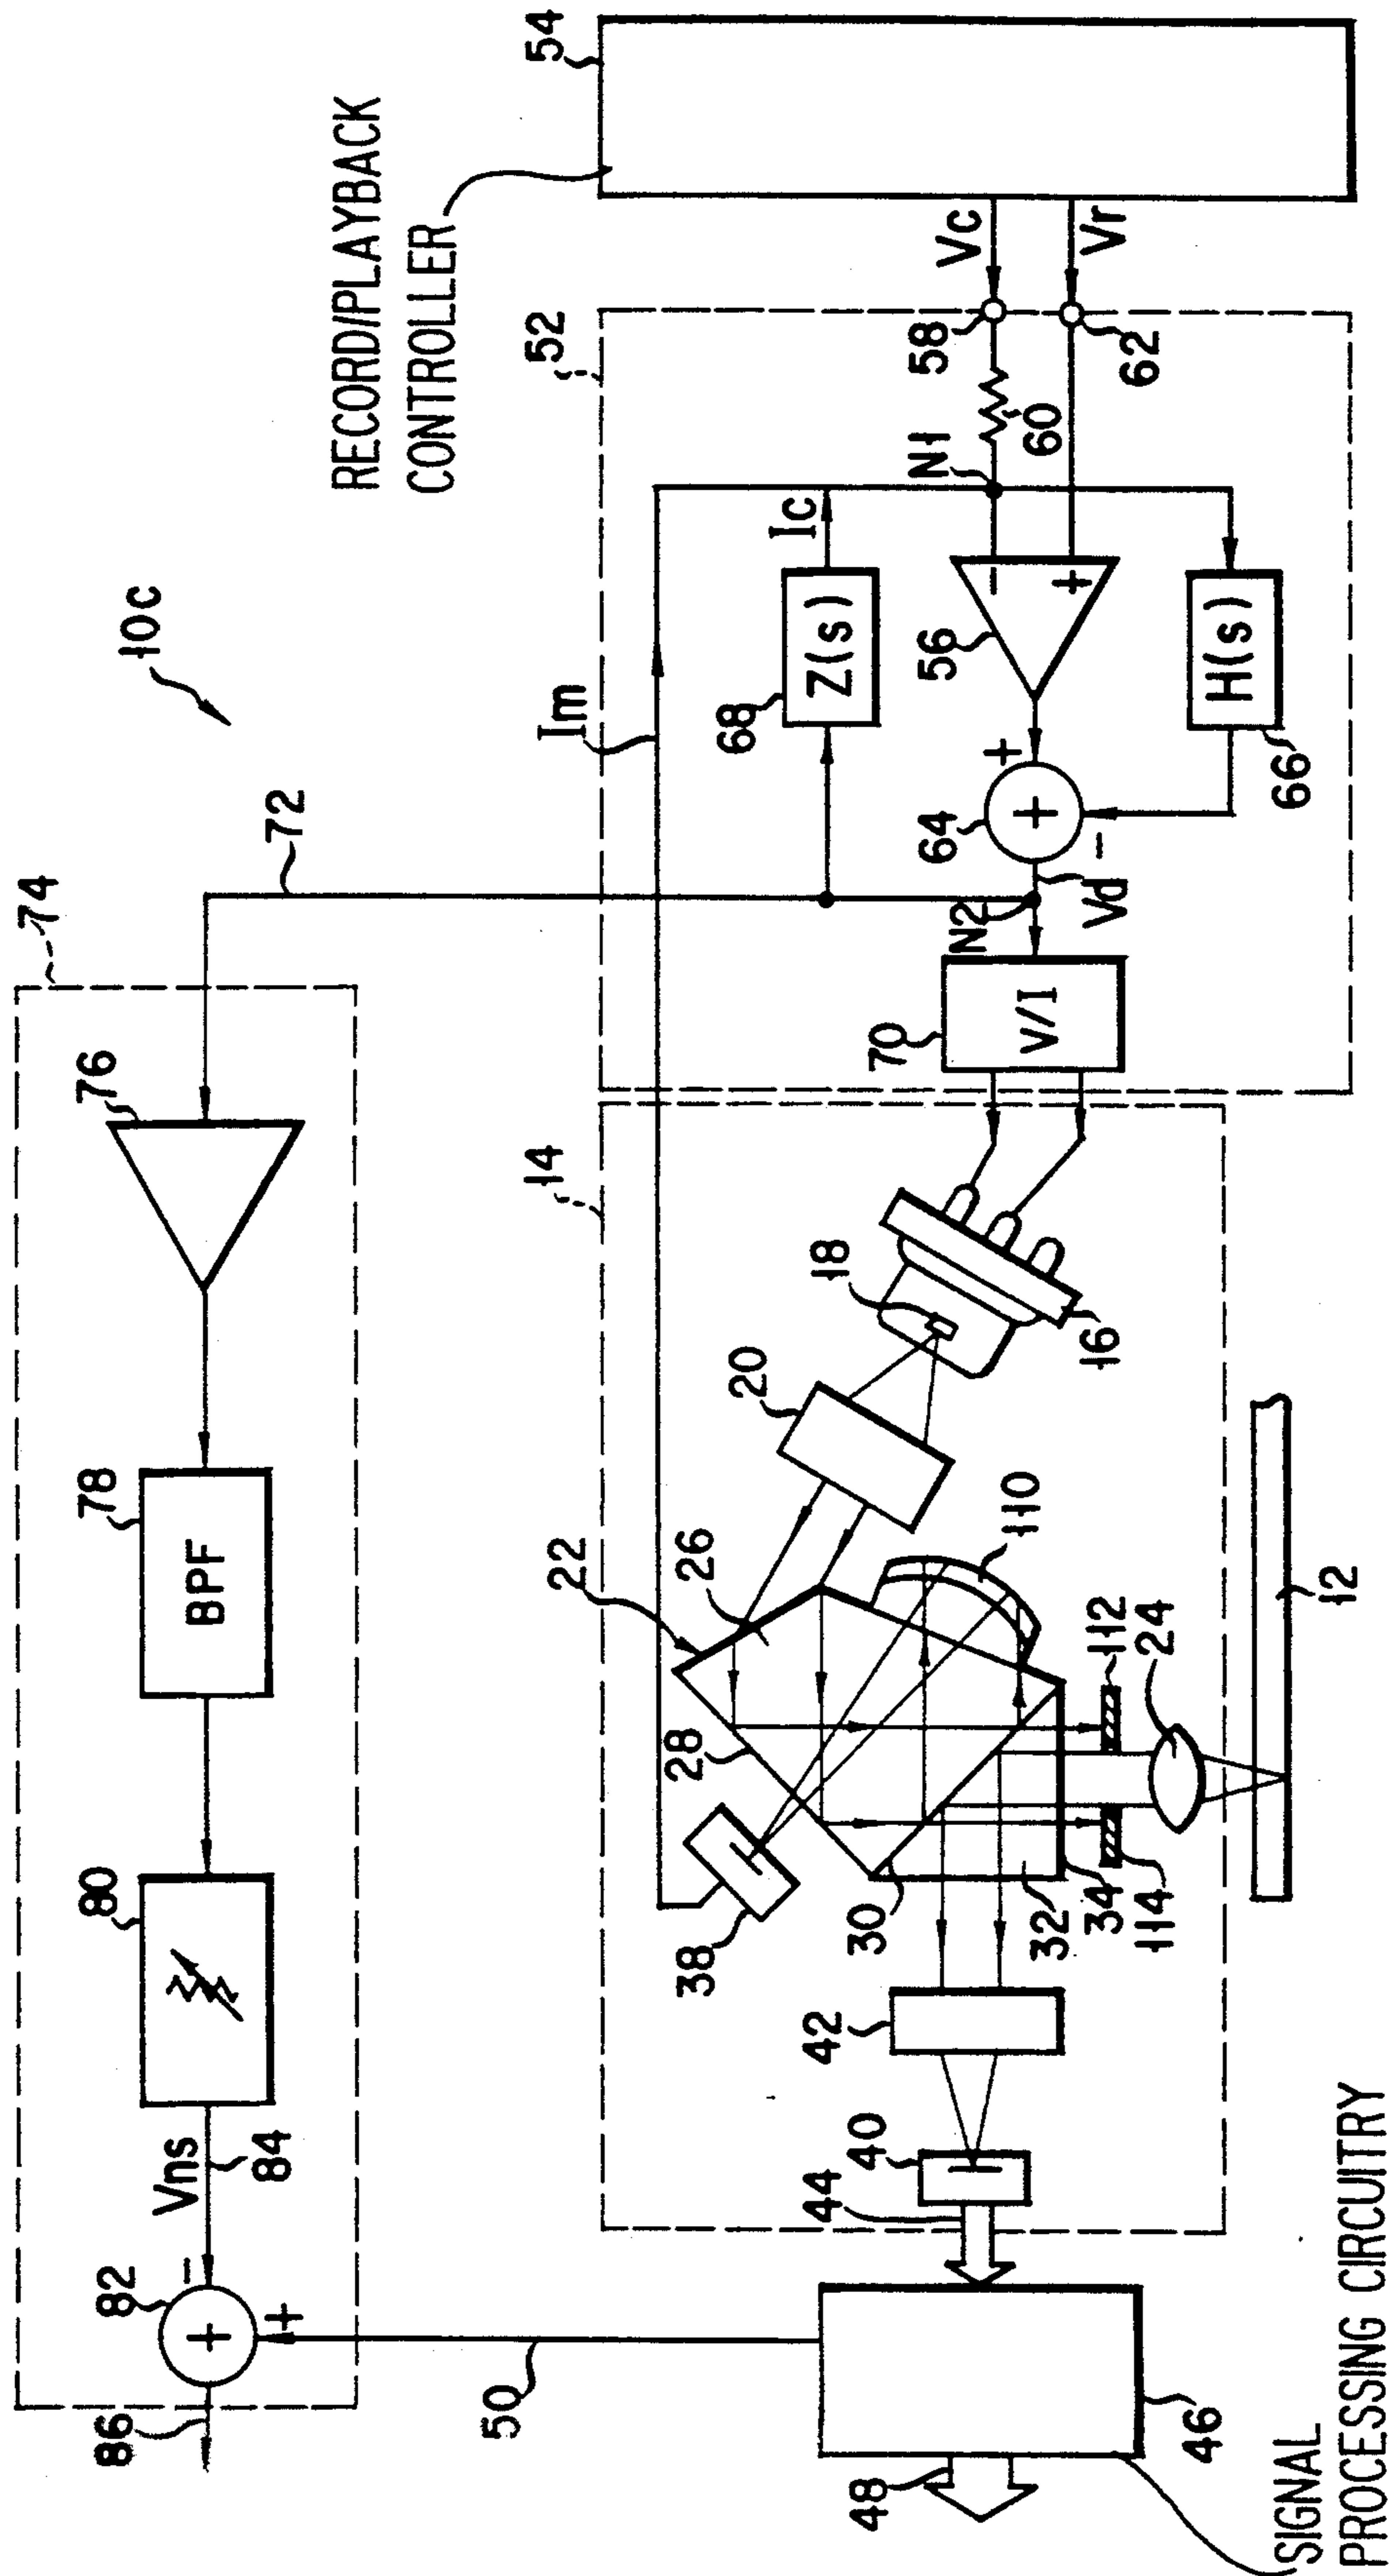 10c
RECORD/PLAYBACK
CONTROLLER
54
74
72
76
78
BPF
80
Vns
84
82
-
+
86
50
Im
52
Vc
Vr
58
62
60
N1
Ic
Z(s)
68
56
-
+
H(s)
66
+
64
+
-
N2
Vd
70
V/I
14
18
16
20
22
26
28
110
112
24
12
30
32
34
114
38
42
40
44
46
48
SIGNAL
PROCESSING CIRCUITRY
+